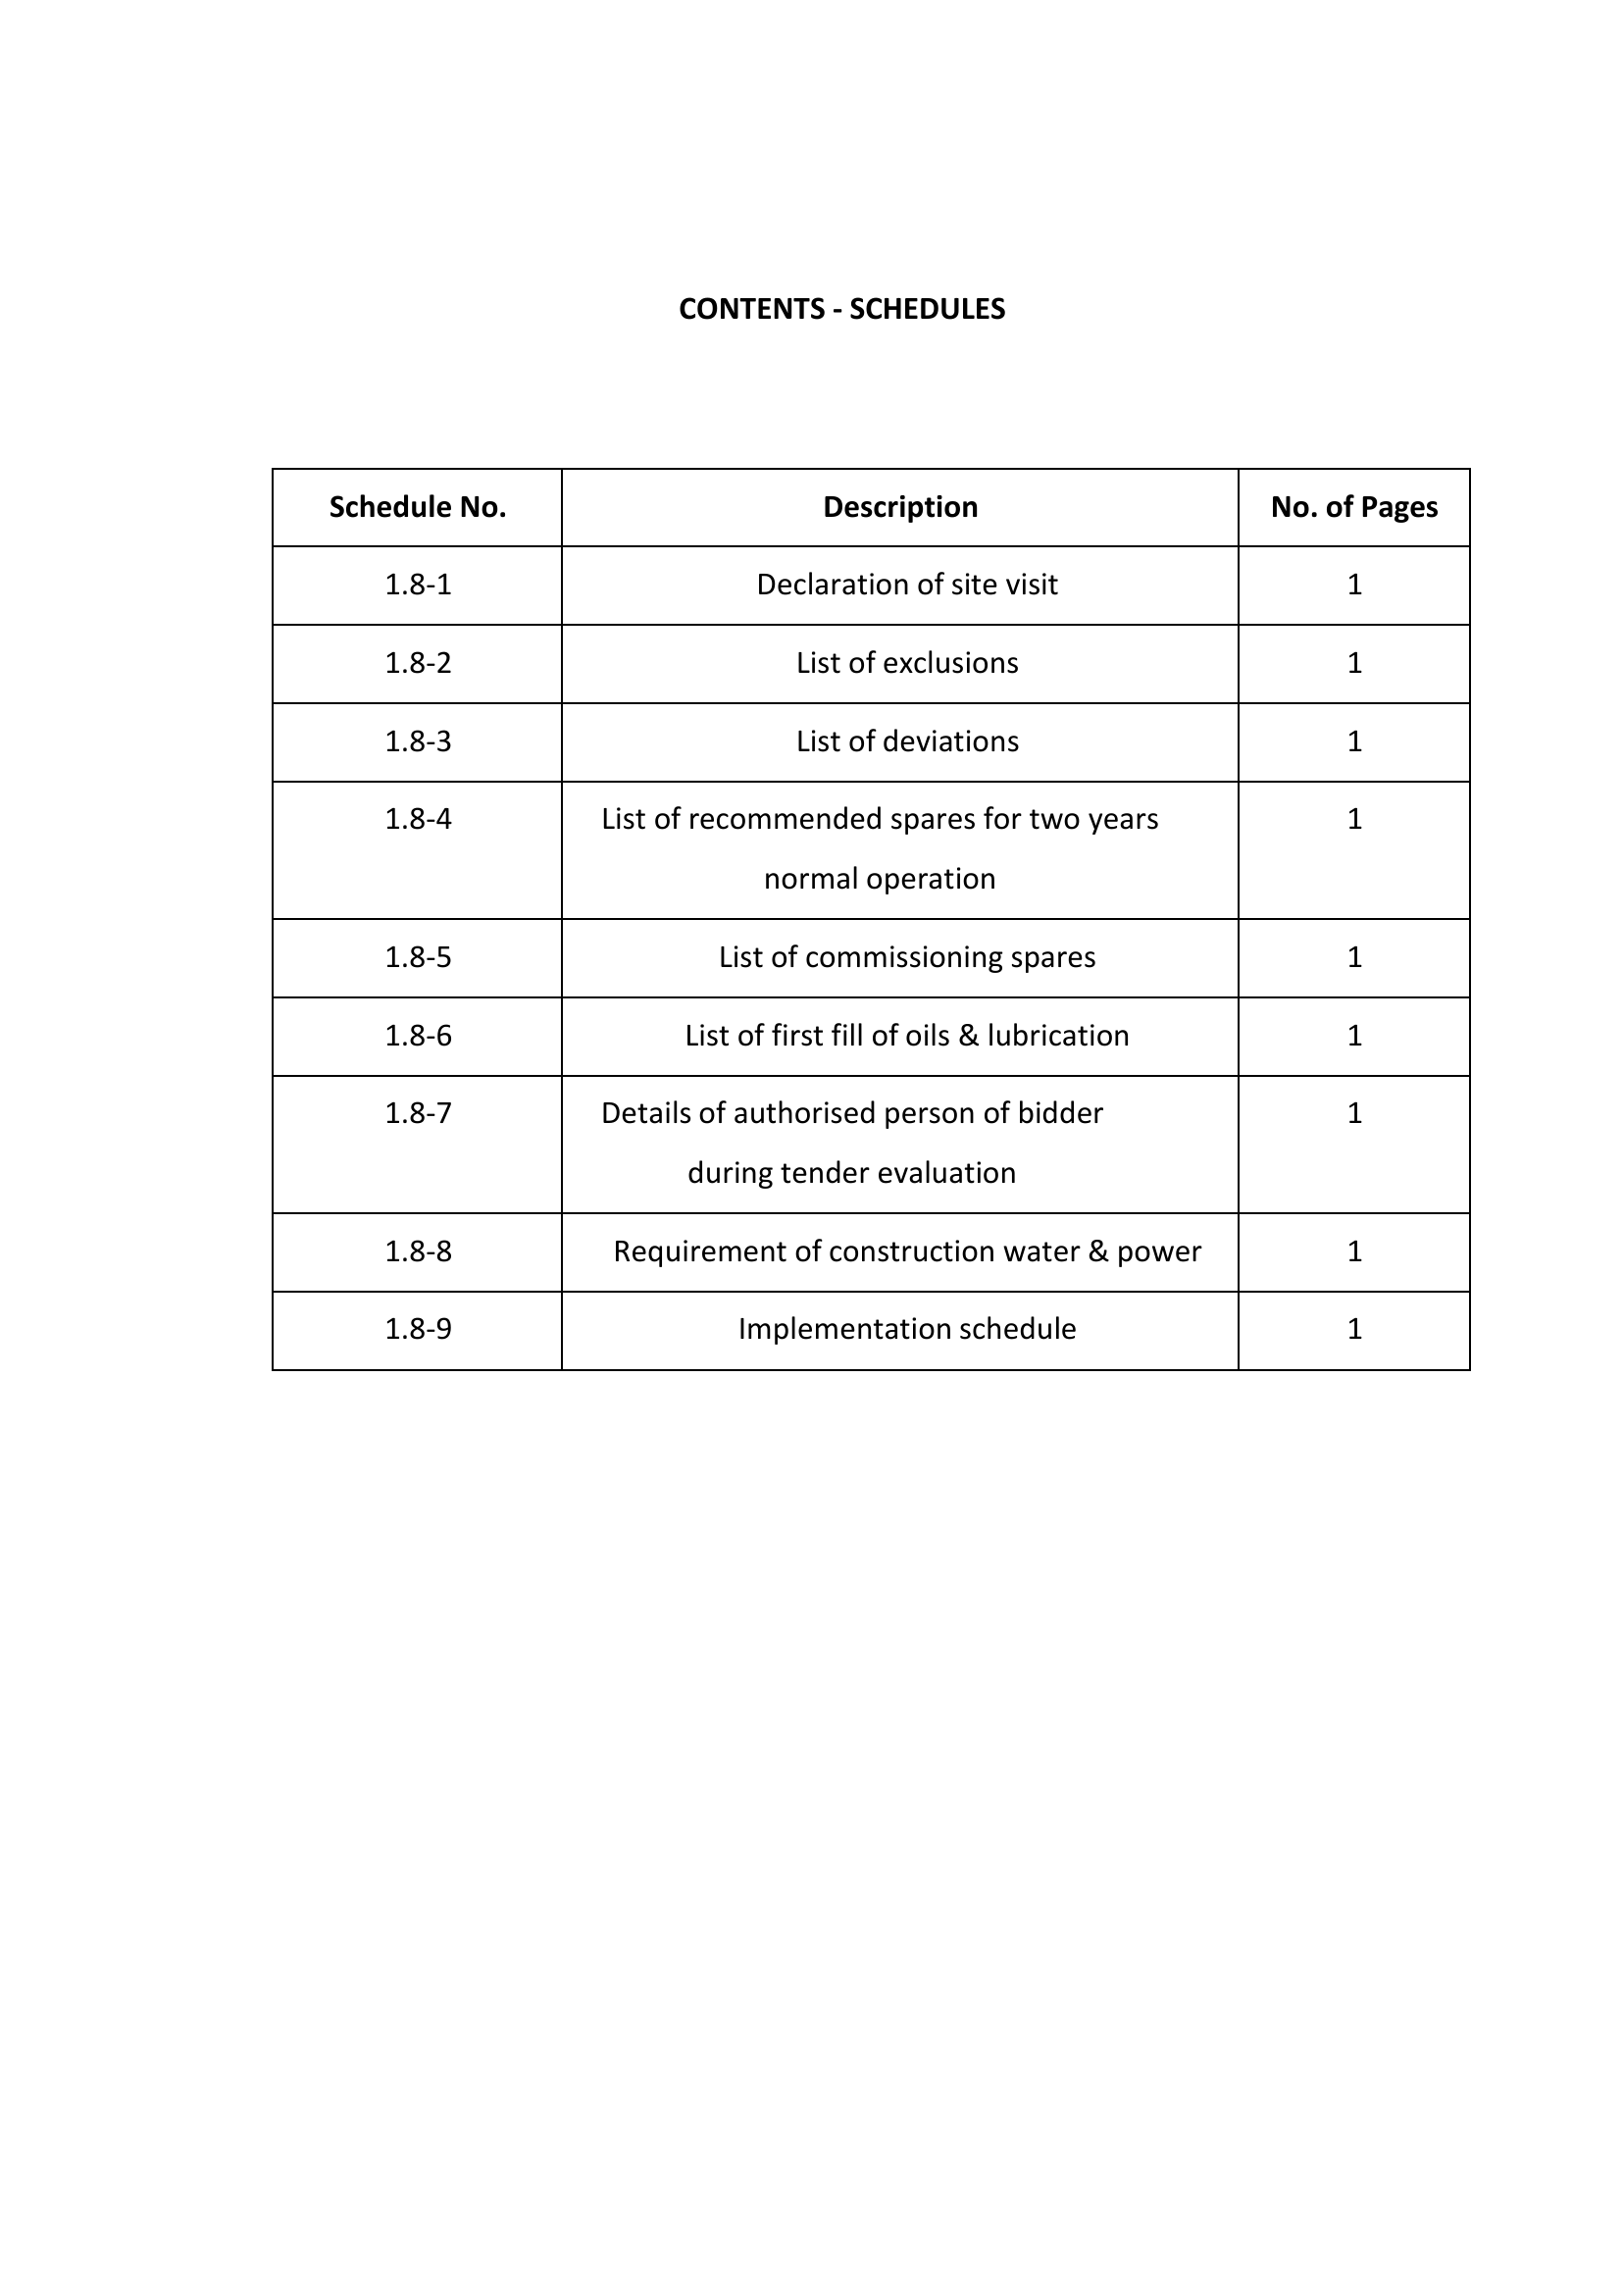 CONTENTS - SCHEDULES
Schedule No. Description No. of Pages
1.8-1 Declaration of site visit 1
1.8-2 List of exclusions 1
1.8-3 List of deviations 1
1.8-4 List of recommended spares for two years 1
normal operation
1.8-5 List of commissioning spares 1
1.8-6 List of first fill of oils & lubrication 1
1.8-7 Details of authorised person of bidder 1
during tender evaluation
1.8-8 Requirement of construction water & power 1
1.8-9 Implementation schedule 1